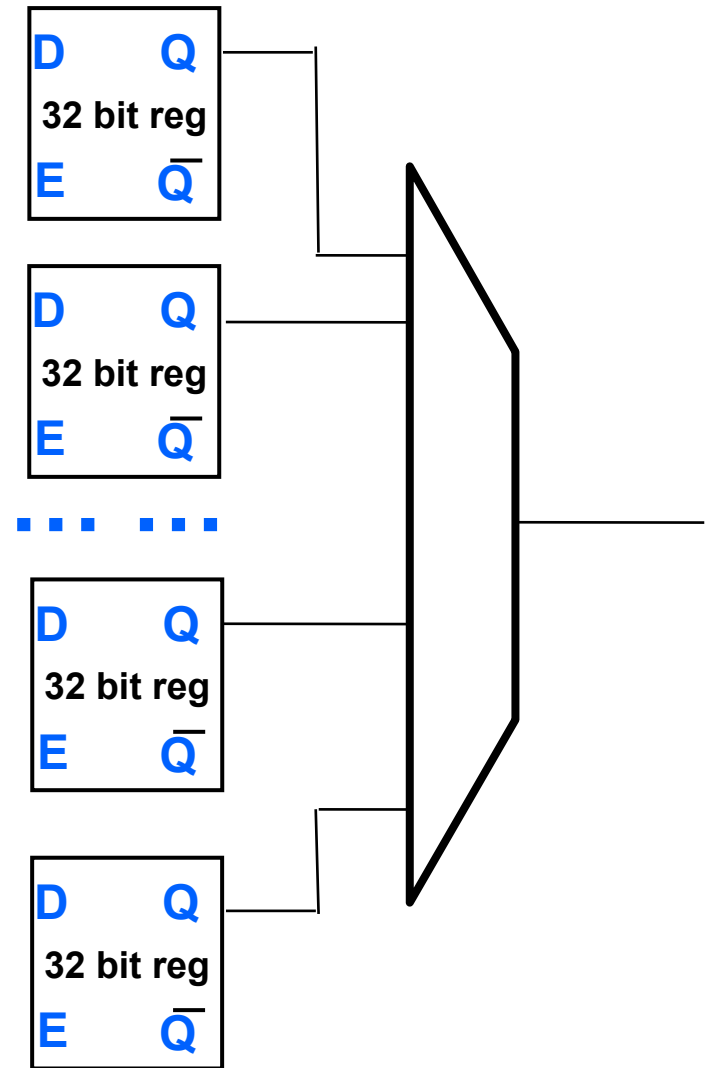 D Q
32 bit reg
E Q̅
D Q
32 bit reg
E Q̅
... ...
D Q
32 bit reg
E Q̅
D Q
32 bit reg
E Q̅